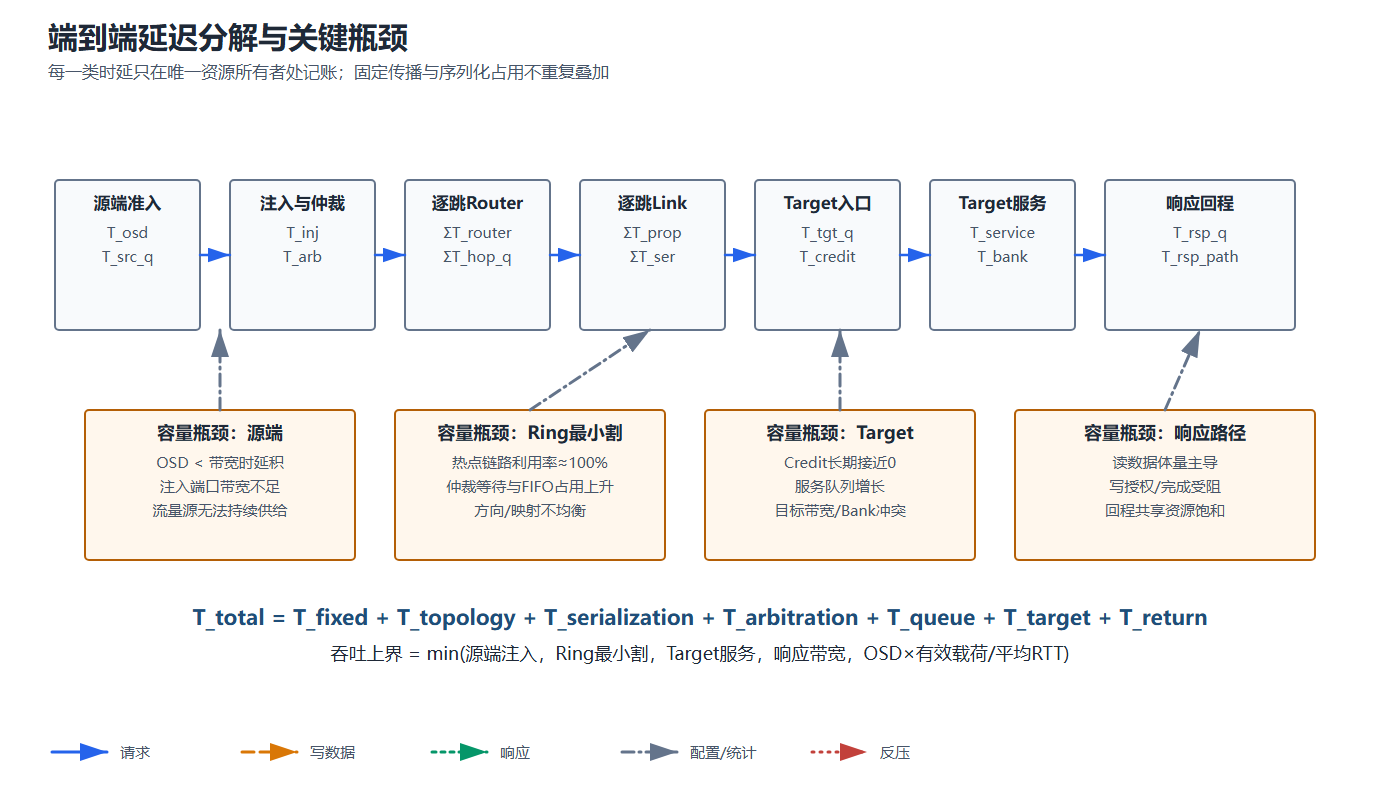 端到端延迟分解与关键瓶颈
每一类时延只在唯一资源所有者处记账；固定传播与序列化占用不重复叠加
源端准入
T_osd
T_src_q
注入与仲裁
T_inj
T_arb
逐跳Router
ΣT_router
ΣT_hop_q
逐跳Link
ΣT_prop
ΣT_ser
Target入口
T_tgt_q
T_credit
Target服务
T_service
T_bank
响应回程
T_rsp_q
T_rsp_path
容量瓶颈：源端
OSD < 带宽时延积
注入端口带宽不足
流量源无法持续供给
容量瓶颈：Ring最小割
热点链路利用率≈100%
仲裁等待与FIFO占用上升
方向/映射不均衡
容量瓶颈：Target
Credit长期接近0
服务队列增长
目标带宽/Bank冲突
容量瓶颈：响应路径
读数据体量主导
写授权/完成受阻
回程共享资源饱和
T_total = T_fixed + T_topology + T_serialization + T_arbitration + T_queue + T_target + T_return
吞吐上界 = min(源端注入，Ring最小割，Target服务，响应带宽，OSD×有效载荷/平均RTT)
请求
写数据
响应
配置/统计
反压